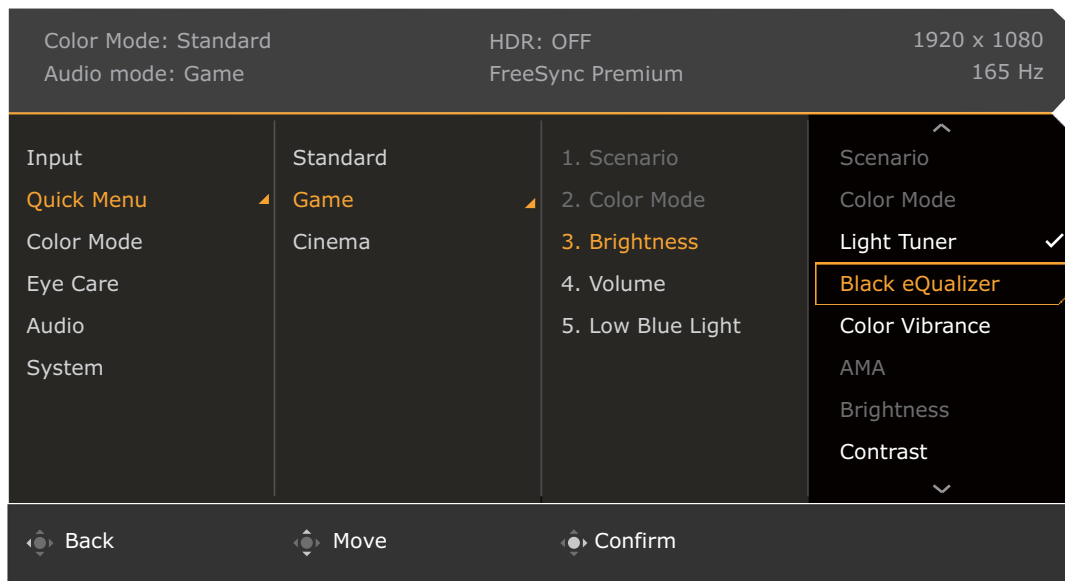 Color Mode: Standard
Audio mode: Game
HDR: OFF
FreeSync Premium
1920 x 1080
165 Hz
Input
Quick Menu
Color Mode
Eye Care
Audio
System
Standard
Game
Cinema
1. Scenario
2. Color Mode
3. Brightness
4. Volume
5. Low Blue Light
Scenario
Color Mode
Light Tuner
Black eQualizer
Color Vibrance
AMA
Brightness
Contrast
Back
Move
Confirm